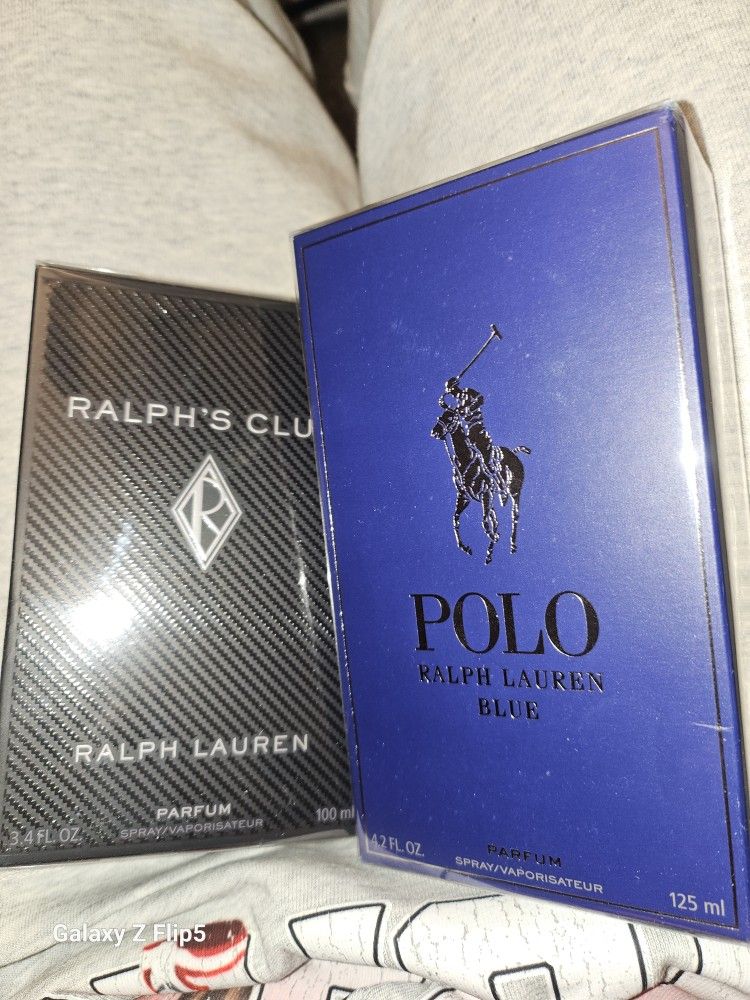 RALPH'S CLU
R
RALPH LAUREN
PARFUM
SPRAY/VAPORISATEUR
3.4 FL. OZ.
100 ml
POLO
RALPH LAUREN
BLUE
4.2 FL. OZ.
PARFUM
SPRAY/VAPORISATEUR
125 ml
Galaxy Z Flip5